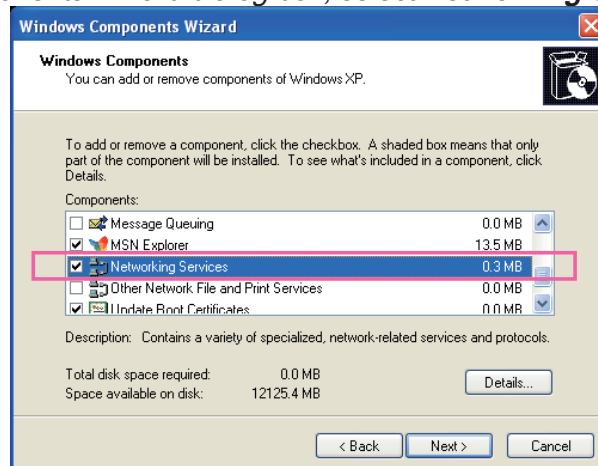 Windows Components Wizard
Windows Components
You can add or remove components of Windows XP.
To add or remove a component, click the checkbox. A shaded box means that only
part of the component will be installed. To see what's included in a component, click
Details.
Components:
Message Queuing 0.0 MB
MSN Explorer 13.5 MB
Networking Services 0.3 MB
Other Network File and Print Services 0.0 MB
Update Root Certificates 0.0 MB
Description: Contains a variety of specialized, network-related services and protocols.
Total disk space required: 0.0 MB
Space available on disk: 12125.4 MB
Details...
< Back Next > Cancel